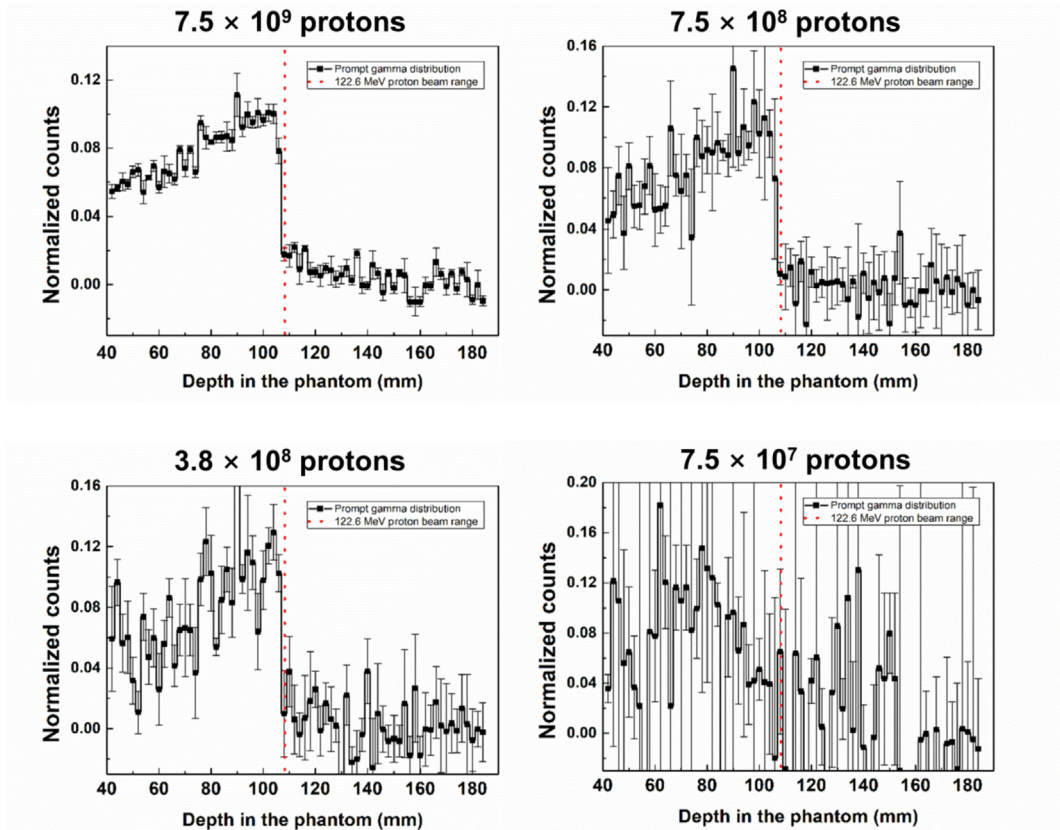 7.5 × 10⁹ protons
Prompt gamma distribution
122.6 MeV proton beam range
Normalized counts
0.12
0.08
0.04
0.00
40 60 80 100 120 140 160 180
Depth in the phantom (mm)
7.5 × 10⁸ protons
0.16
Prompt gamma distribution
122.6 MeV proton beam range
0.12
Normalized counts
0.08
0.04
0.00
40 60 80 100 120 140 160 180
Depth in the phantom (mm)
3.8 × 10⁸ protons
0.16
Prompt gamma distribution
122.6 MeV proton beam range
0.12
Normalized counts
0.08
0.04
0.00
40 60 80 100 120 140 160 180
Depth in the phantom (mm)
7.5 × 10⁷ protons
0.20
Prompt gamma distribution
122.6 MeV proton beam range
0.16
Normalized counts
0.12
0.08
0.04
0.00
40 60 80 100 120 140 160 180
Depth in the phantom (mm)